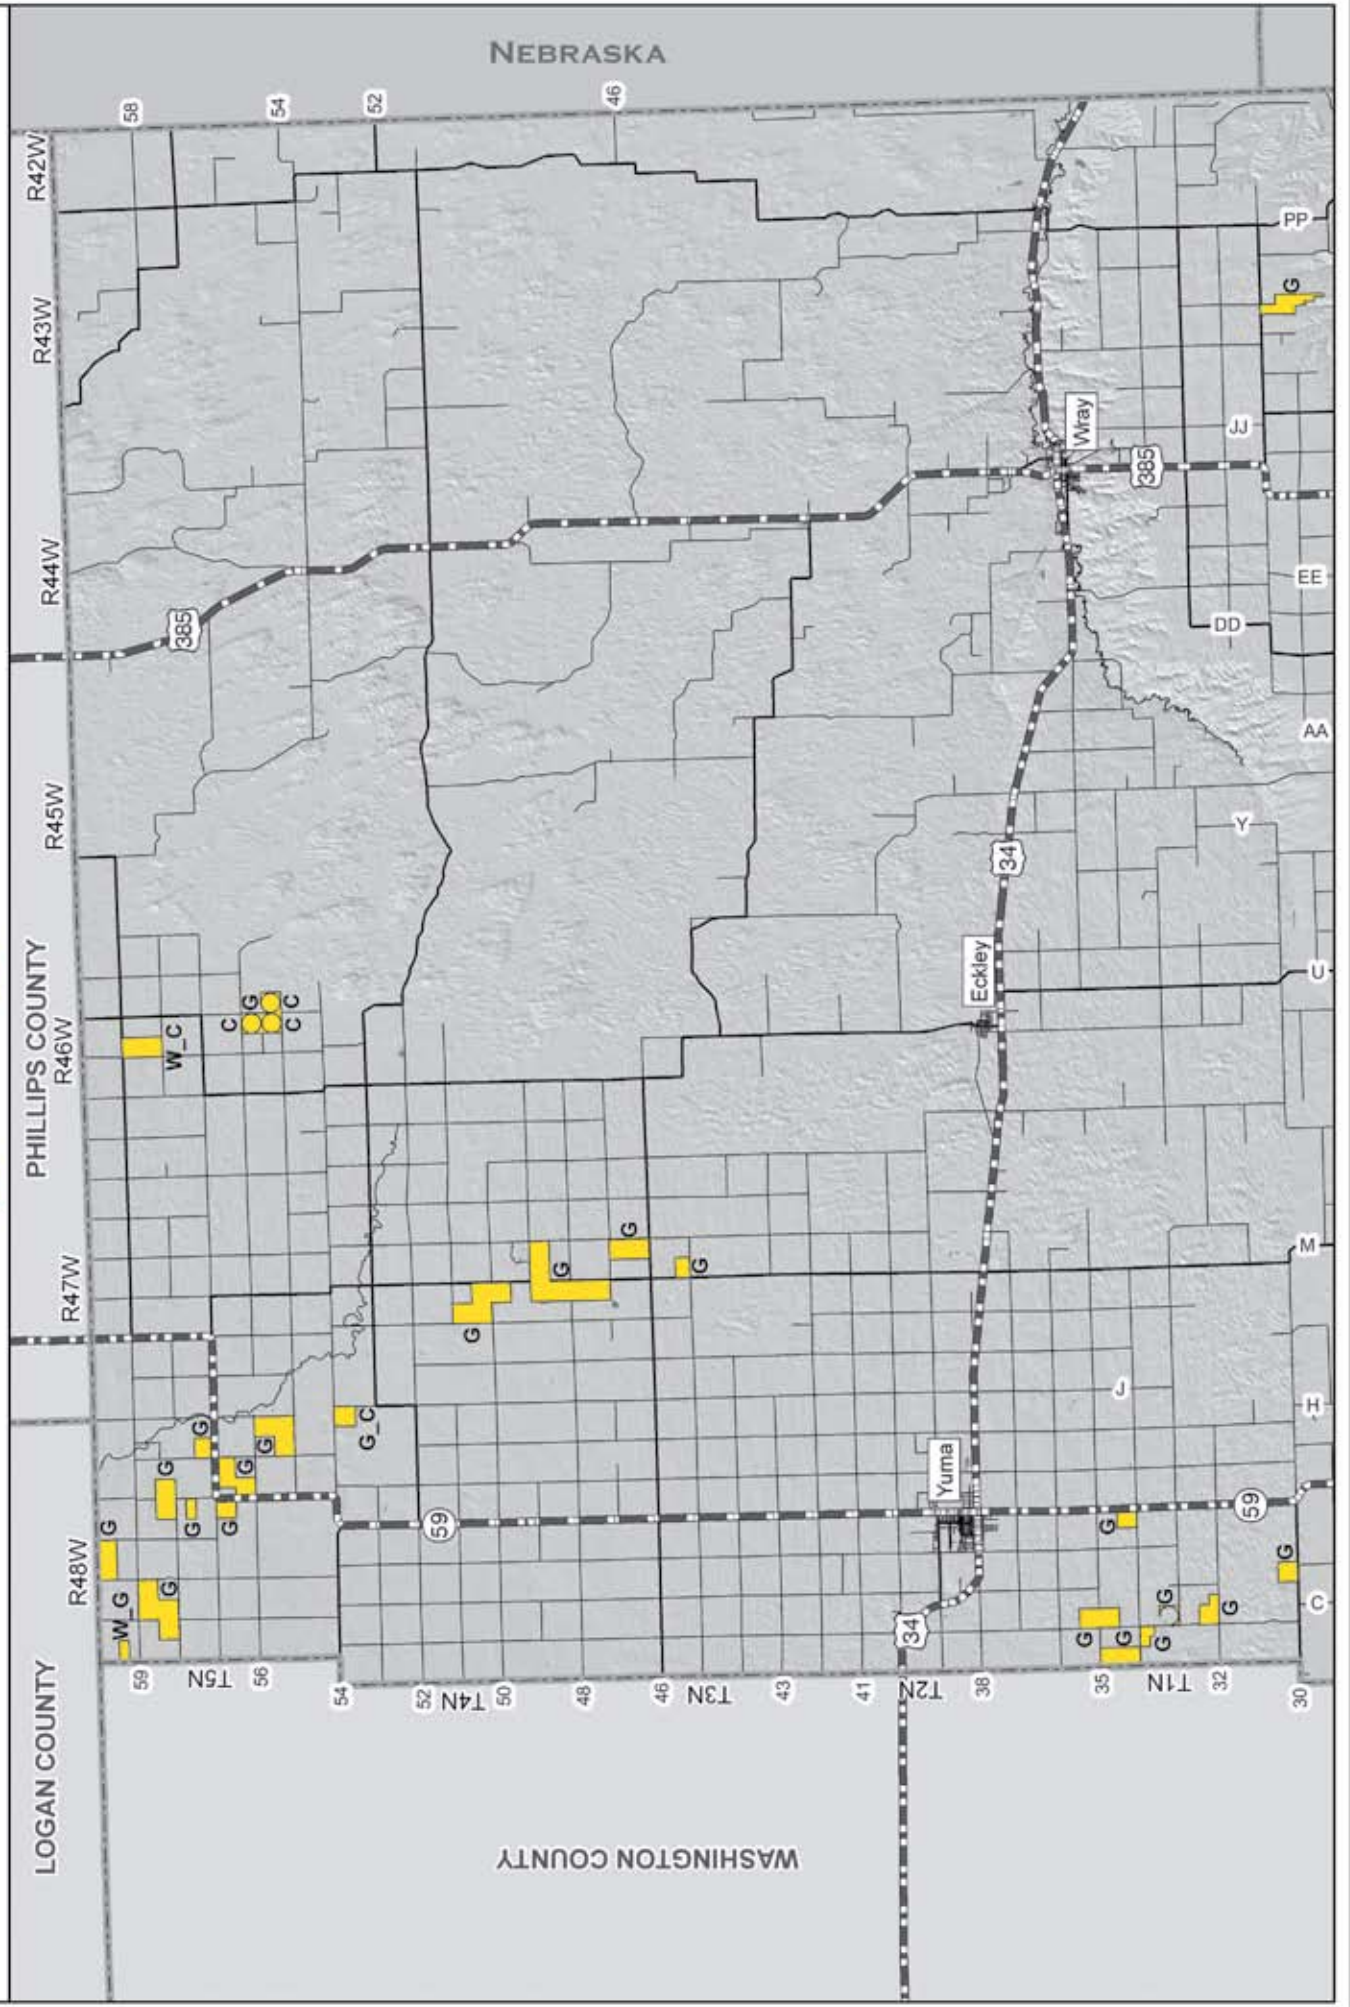 NEBRASKA
R42W
58
54
52
46
R43W
PP
G
JJ
Wray
385
R44W
385
EE
DD
AA
R45W
Y
34
Eckley
U
PHILLIPS COUNTY
R46W
W_C
C
G
C
C
M
R47W
G
G
G
G
J
H
G_C
G
G
G
G
G
G
G
G
W_G
R48W
59
Yuma
59
G
G
C
G
G
G
G
G
34
59
T5N
56
54
52
T4N
50
48
46
T3N
43
41
T2N
38
35
T1N
32
30
LOGAN COUNTY
WASHINGTON COUNTY